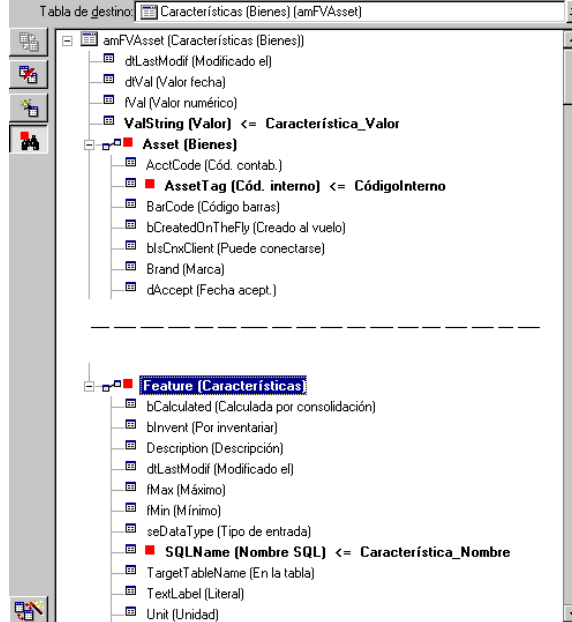 Tabla de destino: Características (Bienes) (amFVAsset)
amFVAsset (Características (Bienes))
dtLastModif (Modificado el)
dtVal (Valor fecha)
fVal (Valor numérico)
ValString (Valor) <= Característica_Valor
Asset (Bienes)
AcctCode (Cód. contab.)
AssetTag (Cód. interno) <= CódigoInterno
BarCode (Código barras)
bCreatedOnTheFly (Creado al vuelo)
bIsCnxClient (Puede conectarse)
Brand (Marca)
dAccept (Fecha acept.)
Feature (Características)
bCalculated (Calculada por consolidación)
bInvent (Por inventariar)
Description (Descripción)
dtLastModif (Modificado el)
fMax (Máximo)
fMin (Mínimo)
seDataType (Tipo de entrada)
SQLName (Nombre SQL) <= Característica_Nombre
TargetTableName (En la tabla)
TextLabel (Literal)
Unit (Unidad)